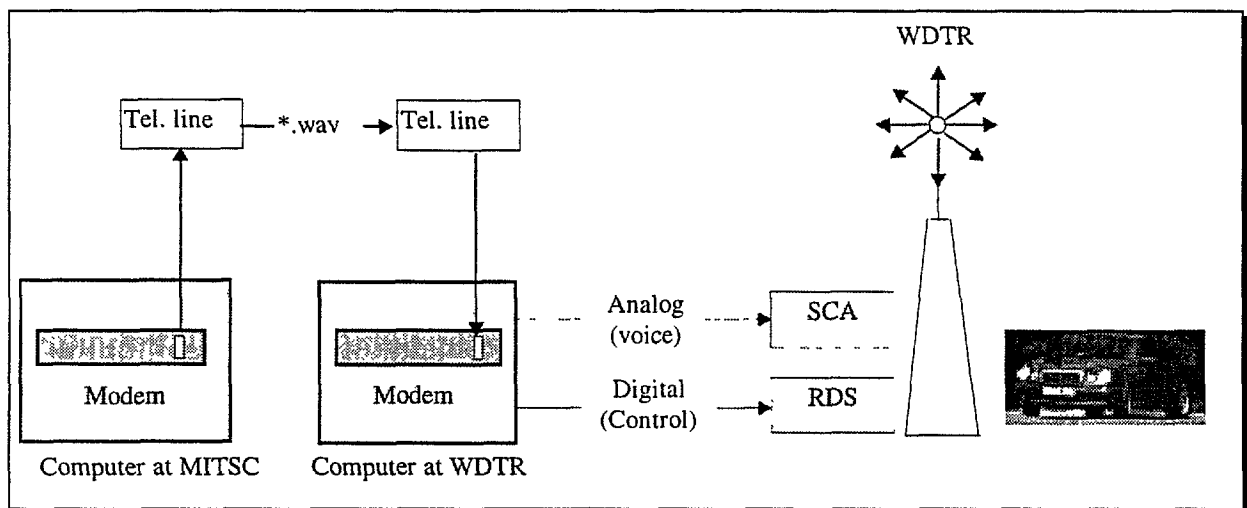 WDTR
Tel. line
*.wav
Tel. line
Analog
(voice)
SCA
Modem
Modem
Digital
(Control)
RDS
Computer at MITSC
Computer at WDTR